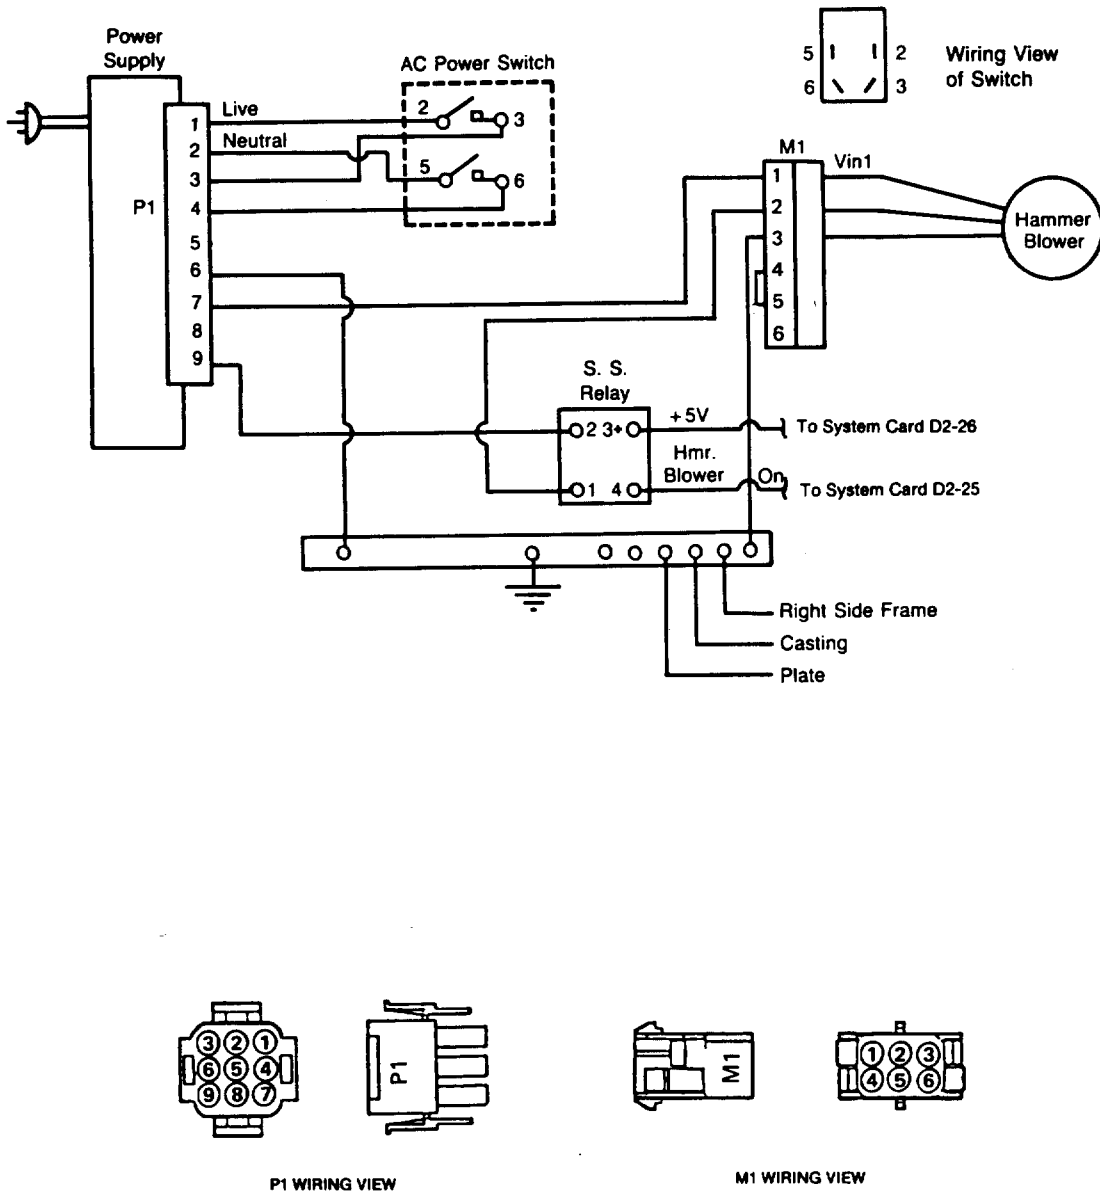 Power
Supply
AC Power Switch
5 2
6 3
Wiring View
of Switch
P1
1
2
3
4
5
6
7
8
9
Live
Neutral
2
3
5
6
M1
1
2
3
4
5
6
Vin1
Hammer
Blower
S. S.
Relay
2 3+
1 4
+5V
Hmr.
Blower
On
To System Card D2-26
To System Card D2-25
Right Side Frame
Casting
Plate
3 2 1
6 5 4
9 8 7
P1
M1
1 2 3
4 5 6
P1 WIRING VIEW
M1 WIRING VIEW